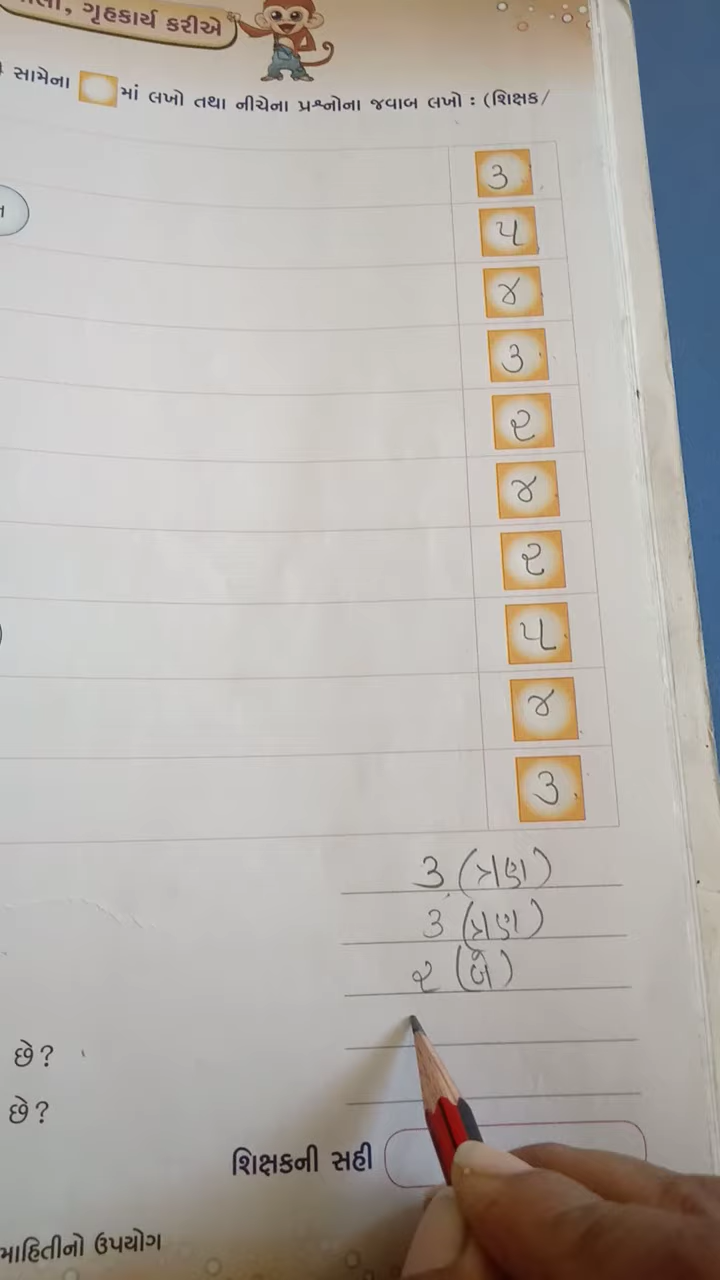 ગૃહકાર્ય કરીએ
સામેના માં લખો તથા નીચેના પ્રશ્નોના જવાબ લખો : (શિક્ષક/
૩
૫
૪
૩
૨
૪
૨
૫
૪
૩
૩ (ત્રણ)
૩ (ત્રણ)
૨ (બે)
છે?
છે?
શિક્ષકની સહી
માહિતીનો ઉપયોગ